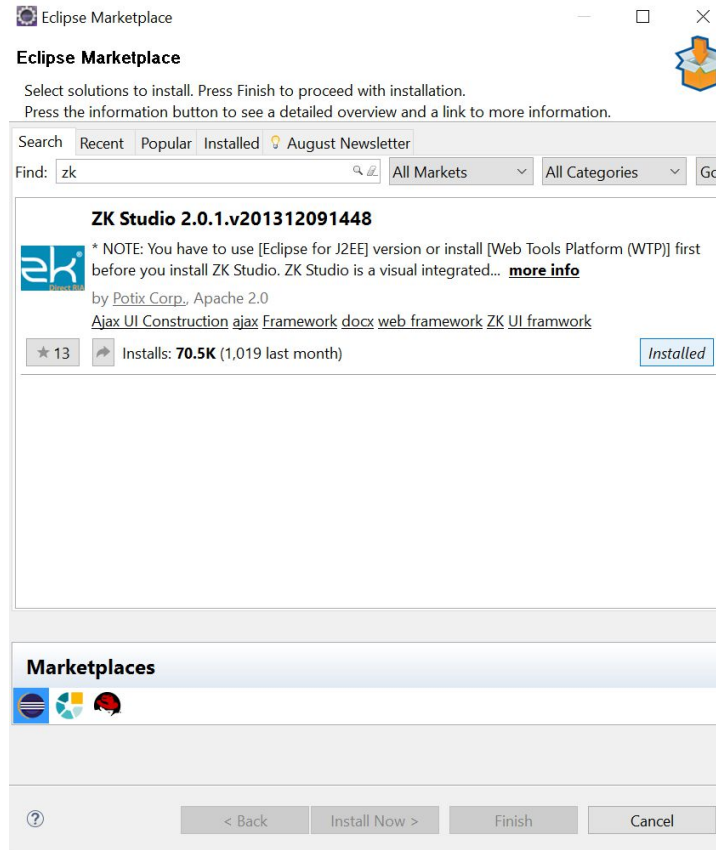 Eclipse Marketplace
Eclipse Marketplace
Select solutions to install. Press Finish to proceed with installation.
Press the information button to see a detailed overview and a link to more information.
Search Recent Popular Installed August Newsletter
Find: zk All Markets All Categories Go
ZK Studio 2.0.1.v201312091448
* NOTE: You have to use [Eclipse for J2EE] version or install [Web Tools Platform (WTP)] first
before you install ZK Studio. ZK Studio is a visual integrated... more info
zk
Direct RIA
by Potix Corp., Apache 2.0
Ajax UI Construction ajax Framework docx web framework ZK UI framwork
13 Installs: 70.5K (1,019 last month) Installed
Marketplaces
? < Back Install Now > Finish Cancel